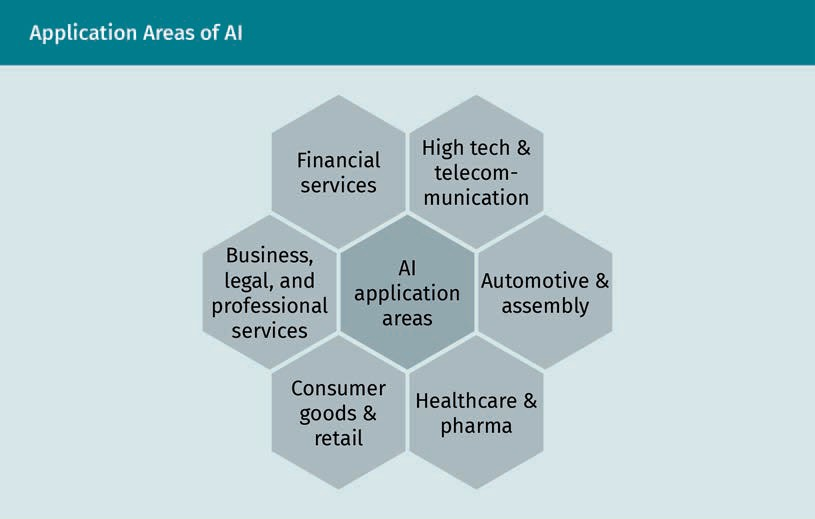 Application Areas of AI
Financial
services
High tech &
telecom-
munication
Business,
legal, and
professional
services
AI
application
areas
Automotive &
assembly
Consumer
goods &
retail
Healthcare &
pharma